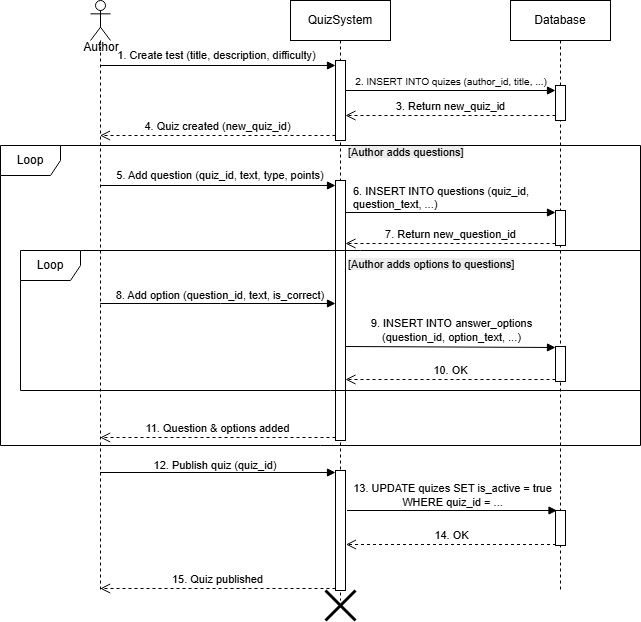 QuizSystem
Database
Author
1. Create test (title, description, difficulty)
2. INSERT INTO quizes (author_id, title, ...)
3. Return new_quiz_id
4. Quiz created (new_quiz_id)
Loop
[Author adds questions]
5. Add question (quiz_id, text, type, points)
6. INSERT INTO questions (quiz_id,
question_text, ...)
7. Return new_question_id
Loop
[Author adds options to questions]
8. Add option (question_id, text, is_correct)
9. INSERT INTO answer_options
(question_id, option_text, ...)
10. OK
11. Question & options added
12. Publish quiz (quiz_id)
13. UPDATE quizes SET is_active = true
WHERE quiz_id = ...
14. OK
15. Quiz published